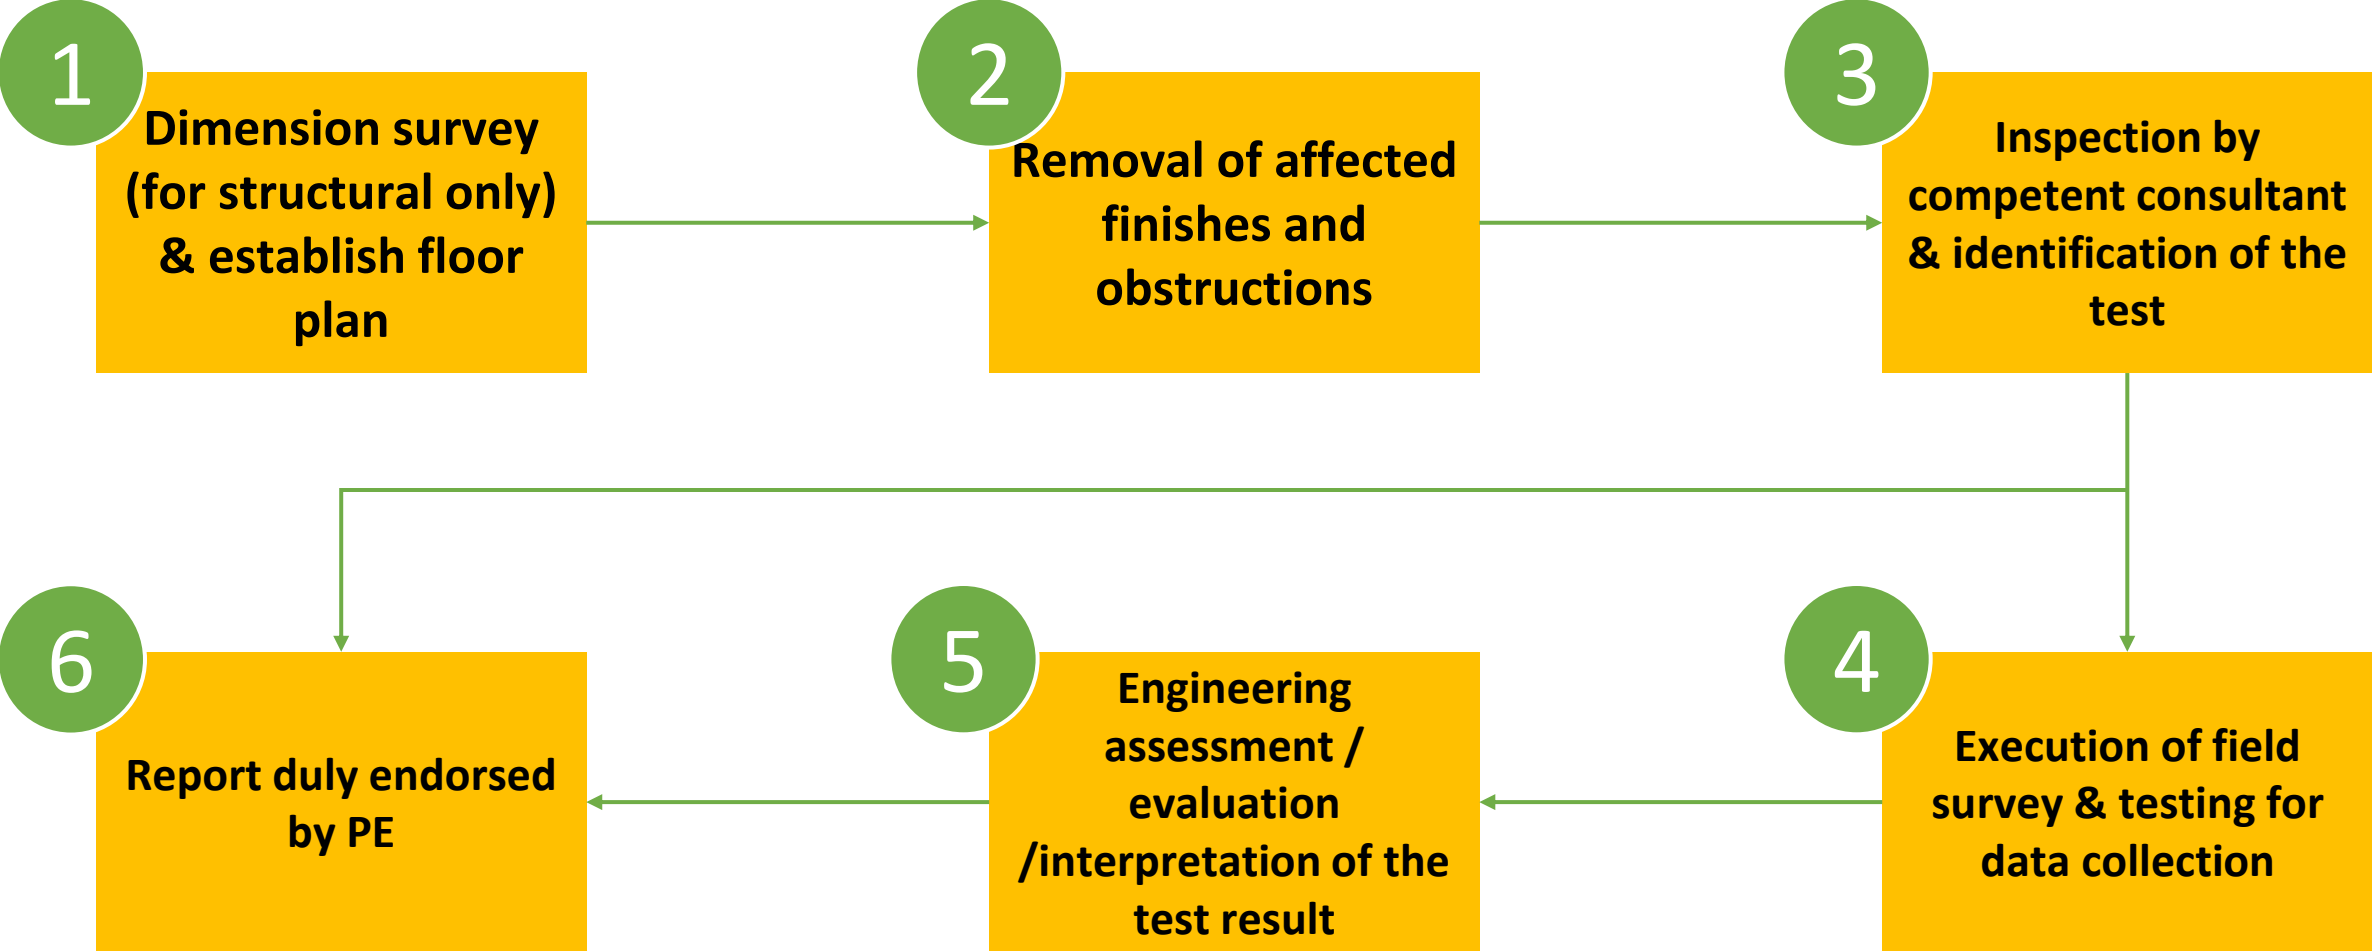 1
Dimension survey
(for structural only)
& establish floor
plan
2
Removal of affected
finishes and
obstructions
3
Inspection by
competent consultant
& identification of the
test
4
Execution of field
survey & testing for
data collection
5
Engineering
assessment /
evaluation
/interpretation of the
test result
6
Report duly endorsed
by PE